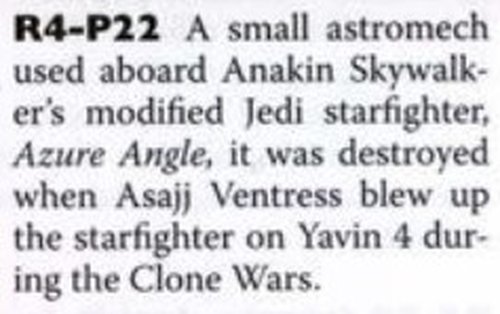 R4-P22 A small astromech
used aboard Anakin Skywalk-
er's modified Jedi starfighter,
Azure Angle, it was destroyed
when Asajj Ventress blew up
the starfighter on Yavin 4 dur-
ing the Clone Wars.